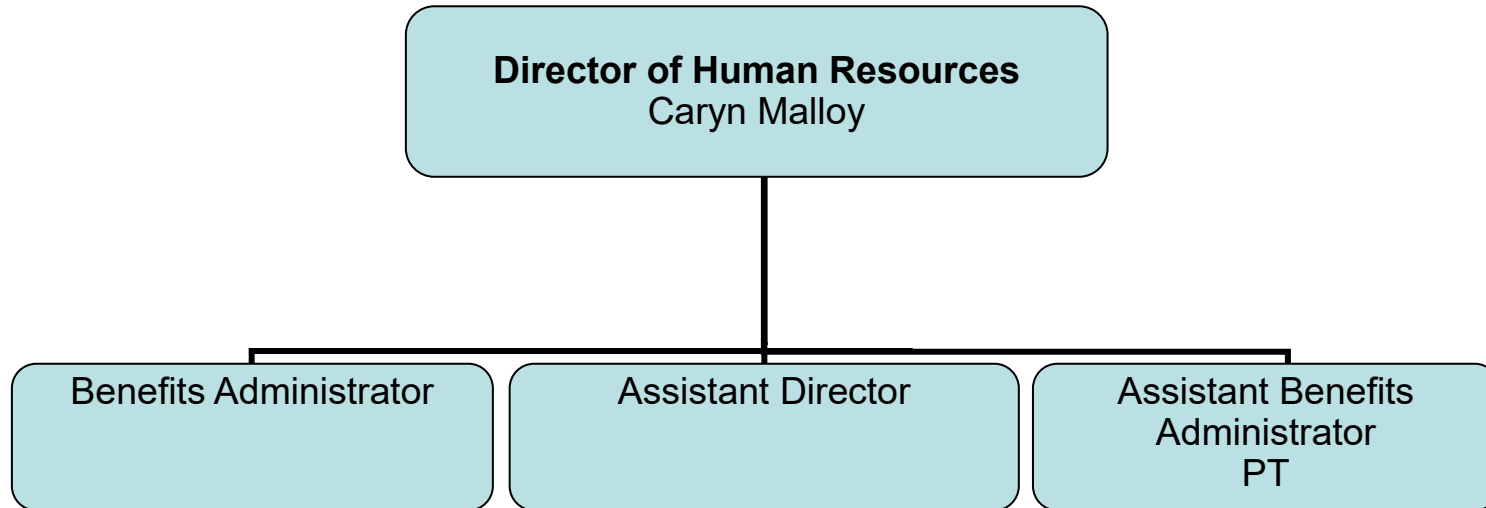 Director of Human Resources
Caryn Malloy
Benefits Administrator
Assistant Director
Assistant Benefits
Administrator
PT